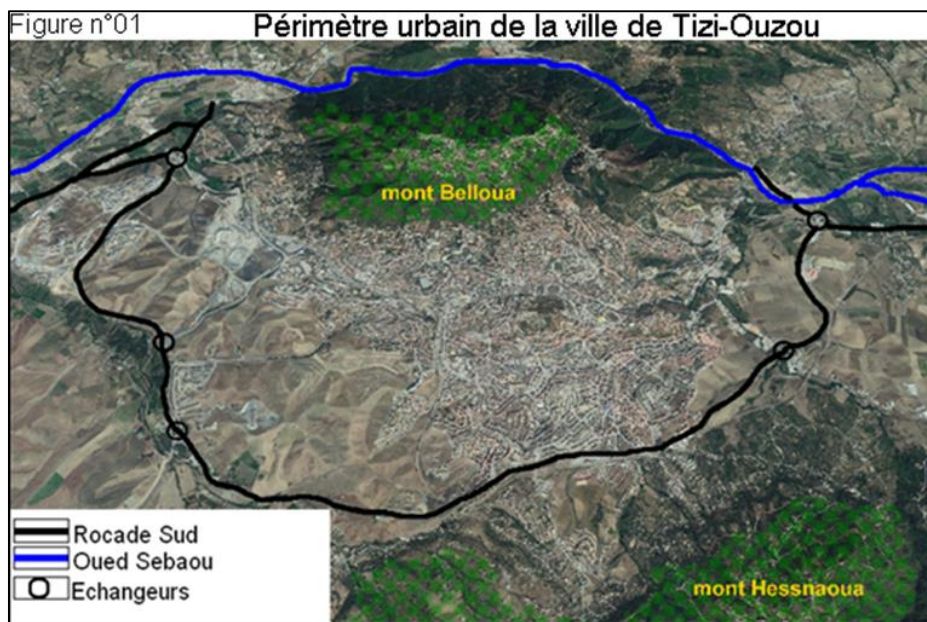 Figure n°01
Périmètre urbain de la ville de Tizi-Ouzou
mont Belloua
Rocade Sud
Oued Sebaou
Echangeurs
mont Hessnaoua